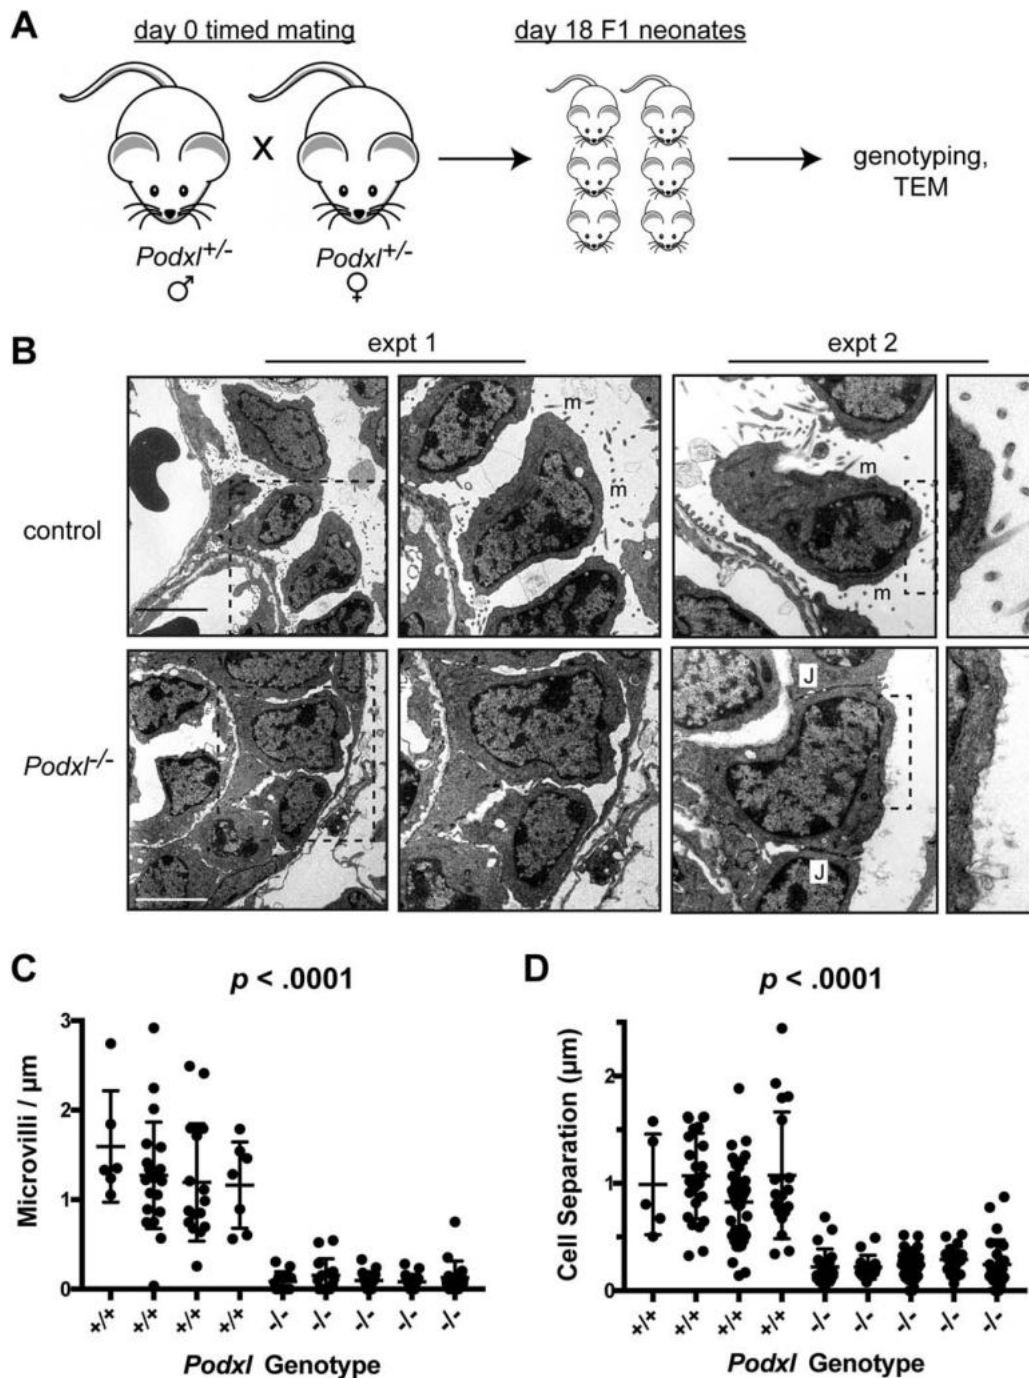 A
day 0 timed mating
day 18 F1 neonates
x
genotyping,
TEM
Podxl+/-
Podxl+/-
♂
♀
B
expt 1
expt 2
control
m
m
m
m
Podxl-/-
J
J
C
p < .0001
Microvilli / µm
3
2
1
0
+/+
+/+
+/+
+/+
-/-
-/-
-/-
-/-
-/-
Podxl Genotype
D
p < .0001
Cell Separation (µm)
2
1
0
+/+
+/+
+/+
+/+
-/-
-/-
-/-
-/-
-/-
Podxl Genotype